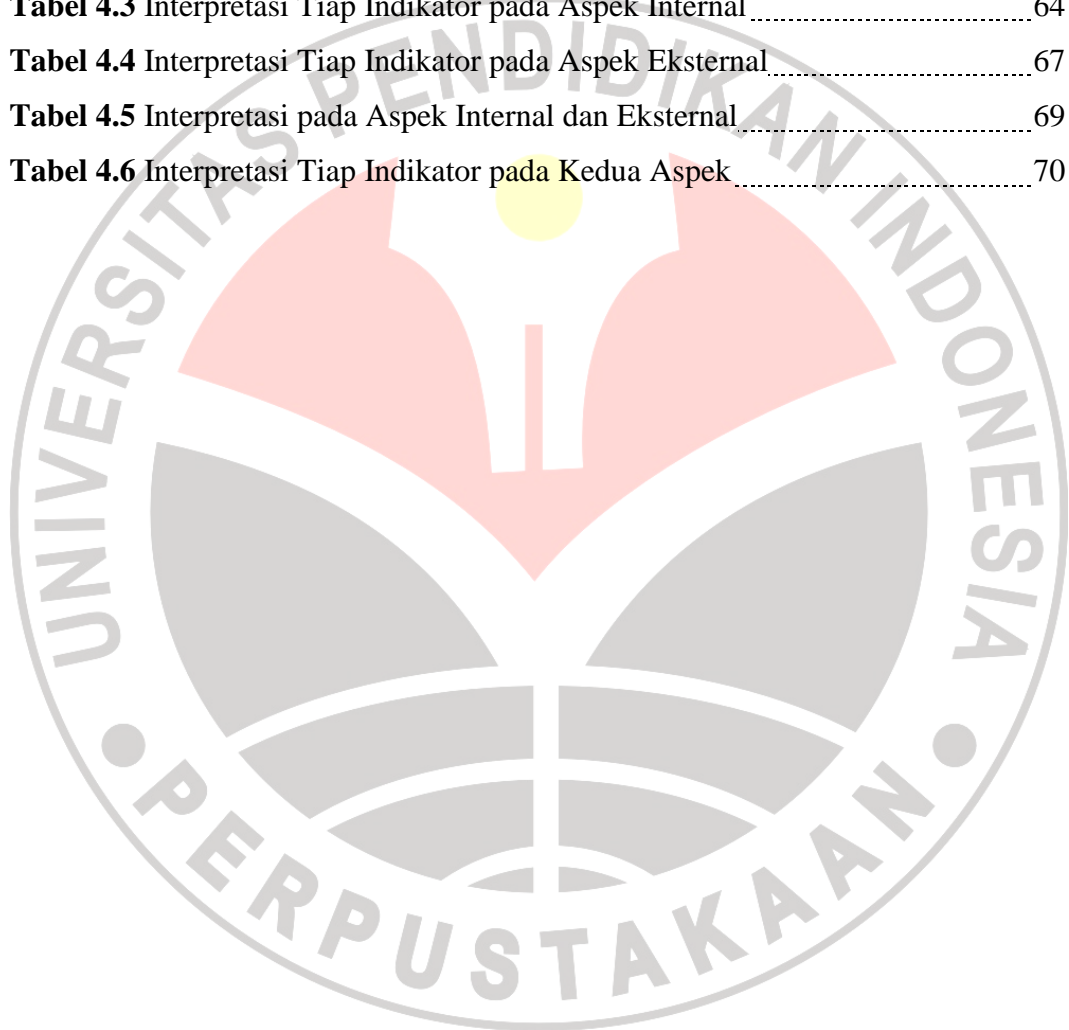 Tabel 4.3 Interpretasi Tiap Indikator pada Aspek Internal 64
Tabel 4.4 Interpretasi Tiap Indikator pada Aspek Eksternal 67
Tabel 4.5 Interpretasi pada Aspek Internal dan Eksternal 69
Tabel 4.6 Interpretasi Tiap Indikator pada Kedua Aspek 70
UNIVERSITAS PENDIDIKAN INDONESIA
PERPUSTAKAAN